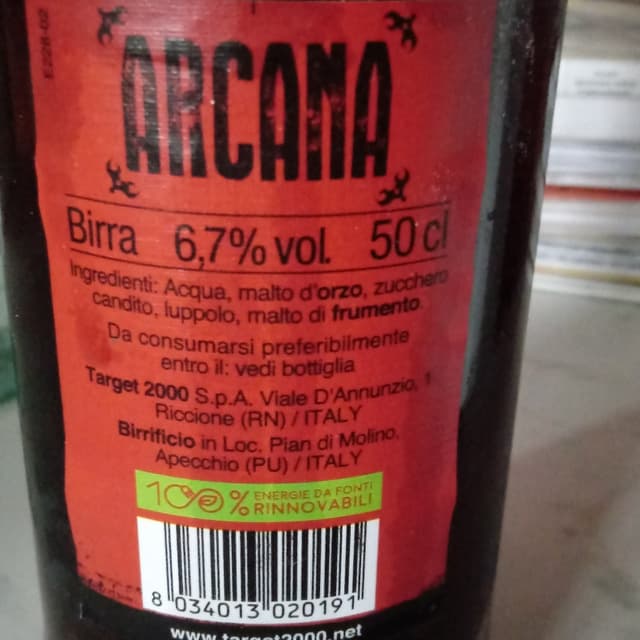 E228-02
ARCANA
Birra 6,7% vol. 50 cl
Ingredienti: Acqua, malto d'orzo, zucchero
candito, luppolo, malto di frumento
Da consumarsi preferibilmente
entro il: vedi bottiglia
Target 2000 S.p.A. Viale D'Annunzio, 1
Riccione (RN) / ITALY
Birrificio in Loc. Pian di Molino,
Apecchio (PU) / ITALY
100% ENERGIE DA FONTI
RINNOVABILI
8 034013 020191
www.target2000.net